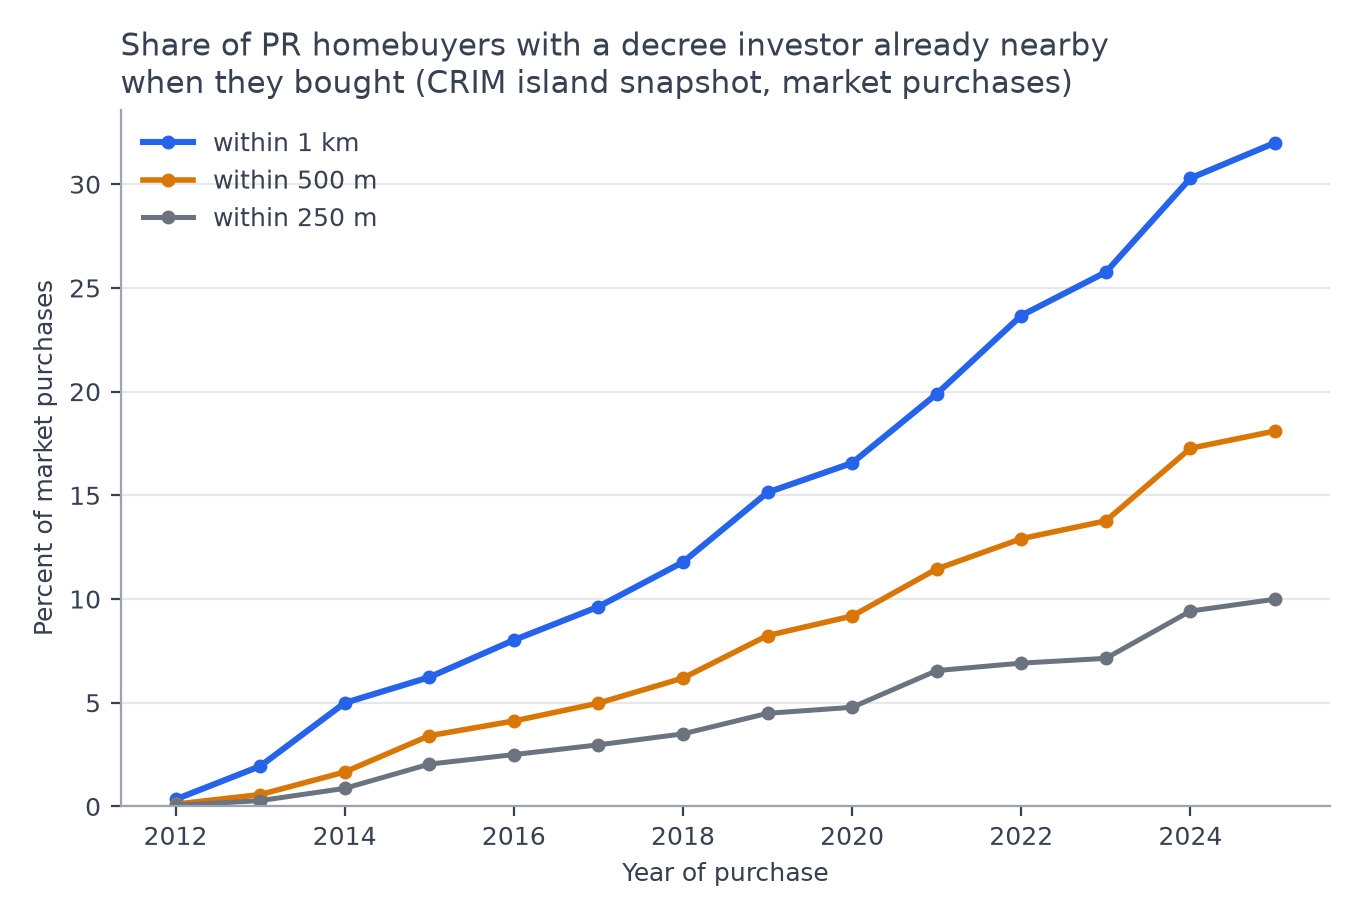 Share of PR homebuyers with a decree investor already nearby
when they bought (CRIM island snapshot, market purchases)
within 1 km
within 500 m
within 250 m
Percent of market purchases
30
25
20
15
10
5
0
2012
2014
2016
2018
2020
2022
2024
Year of purchase